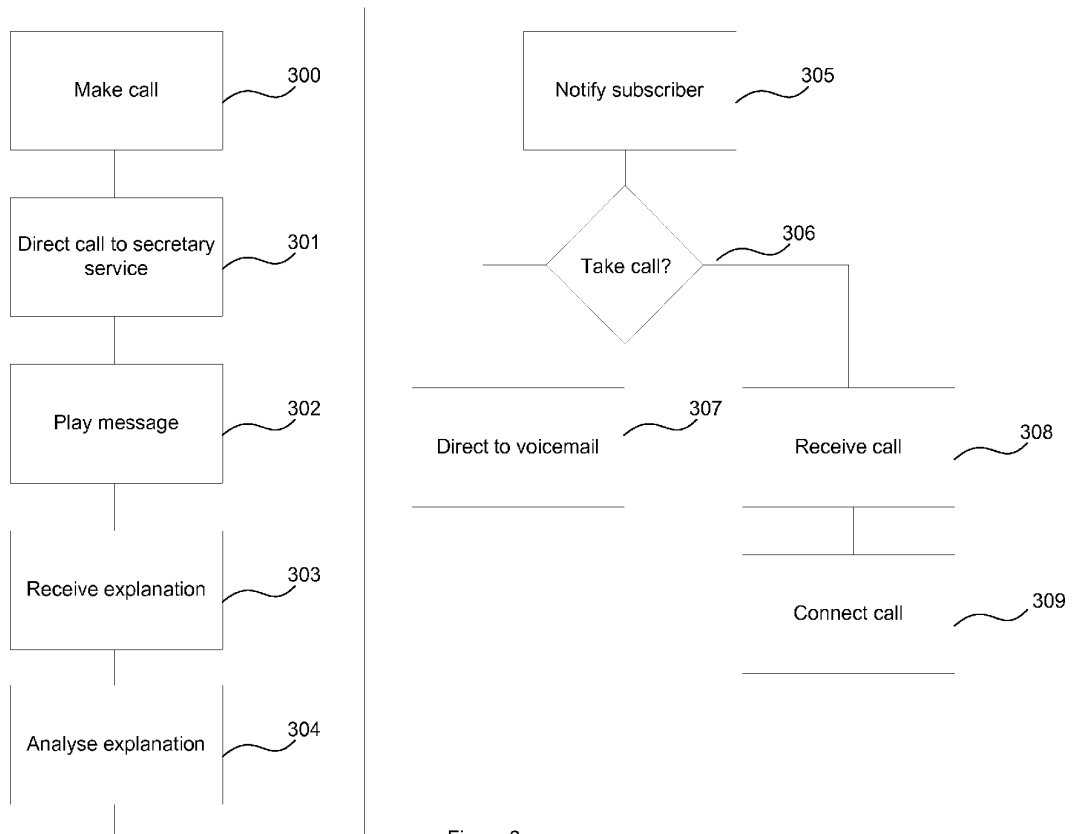 Make call
300
Direct call to secretary
service
301
Play message
302
Receive explanation
303
Analyse explanation
304
Notify subscriber
305
Take call?
306
Direct to voicemail
307
Receive call
308
Connect call
309
Figure